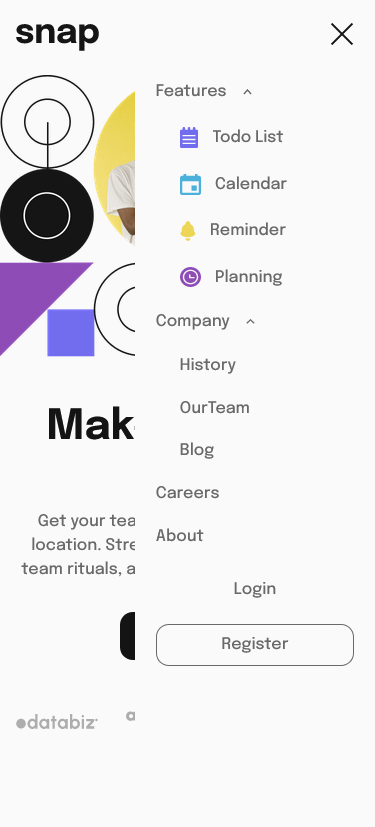 snap
Features
Todo List
Calendar
Reminder
Planning
Company
History
OurTeam
Blog
Careers
About
Login
Register
Mak
Get your tea
location. Stre
team rituals, a
databiz